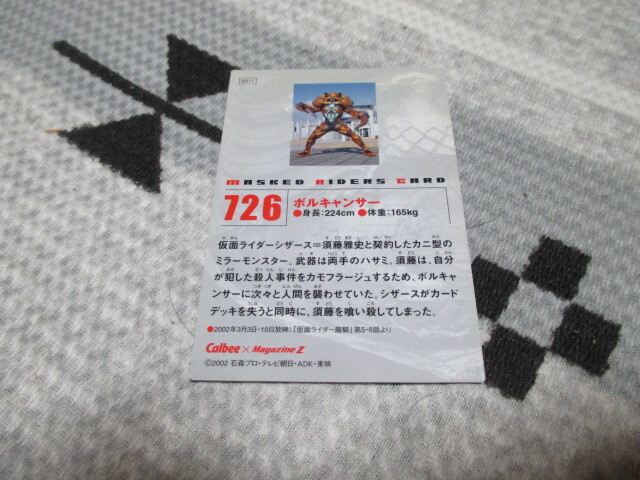 MASKED RIDERS CARD
726
ボルキャンサー
●身長:224cm ●体重:165kg
仮面ライダーシザース=須藤雅史と契約したカニ型の
ミラーモンスター。武器は両手のハサミ。須藤は、自分
が犯した殺人事件をカモフラージュするため、ボルキャ
ンサーに次々と人間を襲わせていた。シザースがカード
デッキを失うと同時に、須藤を喰い殺してしまった。
●2002年3月3日・10日放映:「仮面ライダー龍騎」第5・6話より
Calbee × Magazine Z
©2002 石森プロ・テレビ朝日・ADK・東映